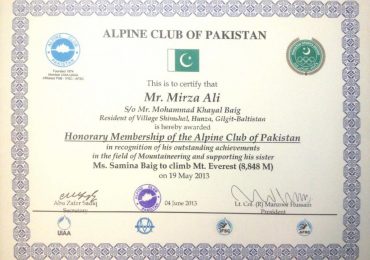 ALPINE CLUB OF PAKISTAN
This is to certify that
Mr. Mirza Ali
S/o Mr. Mohammad Khayal Baig
Resident of Village Shimshal, Hunza, Gilgit-Baltistan
is hereby awarded
Honorary Membership of the Alpine Club of Pakistan
in recognition of his outstanding achievements
in the field of Mountaineering and supporting his sister
Ms. Samina Baig to climb Mt. Everest (8,848 M)
on 19 May 2013
Abu Zafer Sadiq
Secretary
04 June 2013
Lt. Col. (R) Manzoor Hussain
President
UIAA
IFSC